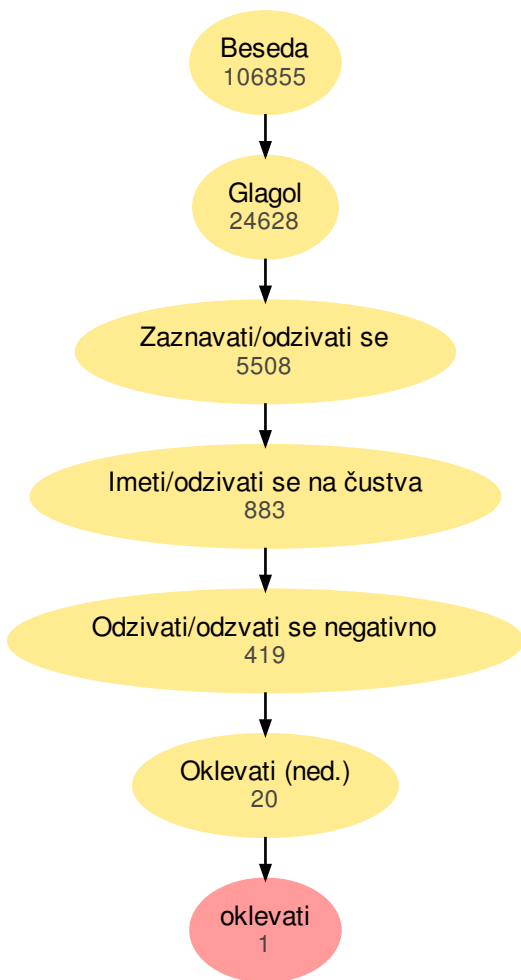 Beseda
106855
Glagol
24628
Zaznavati/odzivati se
5508
Imeti/odzivati se na čustva
883
Odzivati/odzvati se negativno
419
Oklevati (ned.)
20
oklevati
1